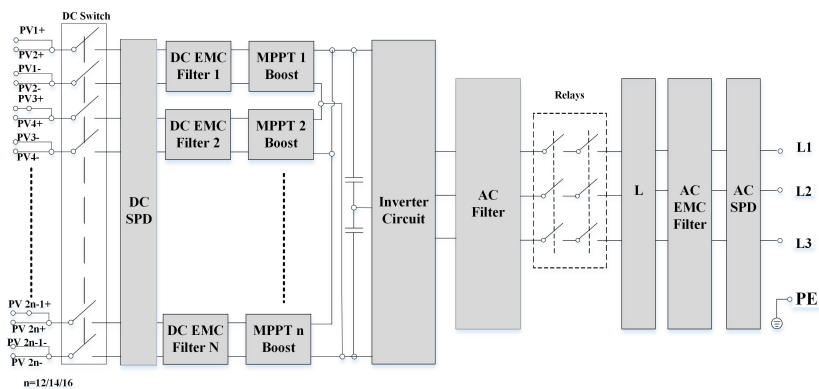 DC Switch
PV1+
PV2+
PV1-
PV2-
PV3+
PV4+
PV3-
PV4-
PV 2n-1+
PV 2n+
PV 2n-1-
PV 2n-
n=12/14/16
DC
SPD
DC EMC
Filter 1
MPPT 1
Boost
DC EMC
Filter 2
MPPT 2
Boost
DC EMC
Filter N
MPPT n
Boost
Inverter
Circuit
AC
Filter
Relays
L
AC
EMC
Filter
AC
SPD
L1
L2
L3
PE